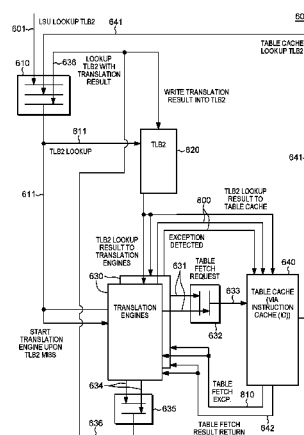 LSU LOOKUP TLB2
641
60
601
636
LOOKUP
TLB2 WITH
TRANSLATION
RESULT
TABLE CACHE
LOOKUP TLB2
610
WRITE TRANSLATION
RESULT INTO TLB2
611
TLB2
TLB2 LOOKUP
620
641
611
TLB2 LOOKUP
RESULT TO
TABLE CACHE
800
TLB2 LOOKUP
RESULT TO
TRANSLATION
ENGINES
EXCEPTION
DETECTED
640
630
631
TABLE
FETCH
REQUEST
633
TABLE CACHE
(VIA
INSTRUCTION
CACHE (IC))
TRANSLATION
ENGINES
632
START
TRANSLATION
ENGINE UPON
TLB2 MISS
634
TABLE
FETCH
EXCP.
810
635
642
636
TABLE FETCH
RESULT RETURN